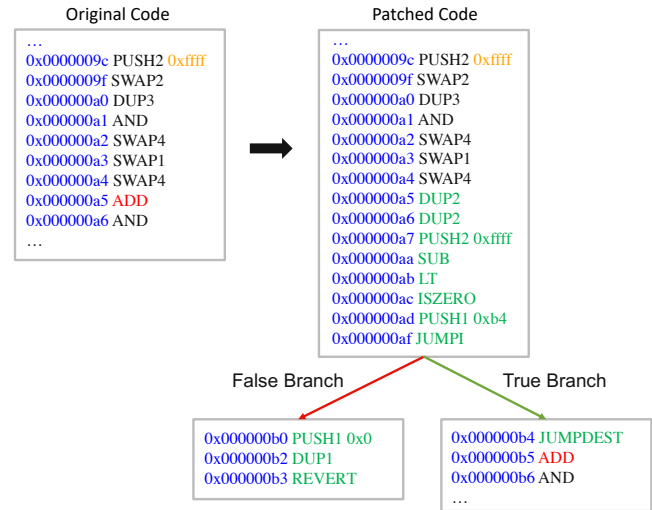 Original Code
…
0x0000009c PUSH2 0xffff
0x0000009f SWAP2
0x000000a0 DUP3
0x000000a1 AND
0x000000a2 SWAP4
0x000000a3 SWAP1
0x000000a4 SWAP4
0x000000a5 ADD
0x000000a6 AND
…
Patched Code
…
0x0000009c PUSH2 0xffff
0x0000009f SWAP2
0x000000a0 DUP3
0x000000a1 AND
0x000000a2 SWAP4
0x000000a3 SWAP1
0x000000a4 SWAP4
0x000000a5 DUP2
0x000000a6 DUP2
0x000000a7 PUSH2 0xffff
0x000000aa SUB
0x000000ab LT
0x000000ac ISZERO
0x000000ad PUSH1 0xb4
0x000000af JUMPI
False Branch
True Branch
0x000000b0 PUSH1 0x0
0x000000b2 DUP1
0x000000b3 REVERT
0x000000b4 JUMPDEST
0x000000b5 ADD
0x000000b6 AND
…